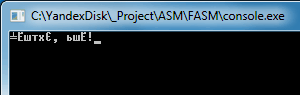 C:\YandexDisk\_Project\ASM\FASM\console.exe
╧ЁштхЄ, ьшЁ!